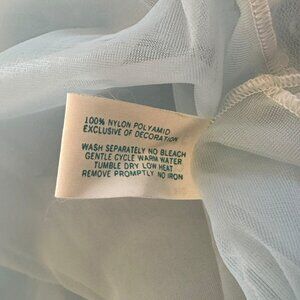 100% NYLON POLYAMID
EXCLUSIVE OF DECORATION
WASH SEPARATELY NO BLEACH
GENTLE CYCLE WARM WATER
TUMBLE DRY LOW HEAT
REMOVE PROMPTLY NO IRON